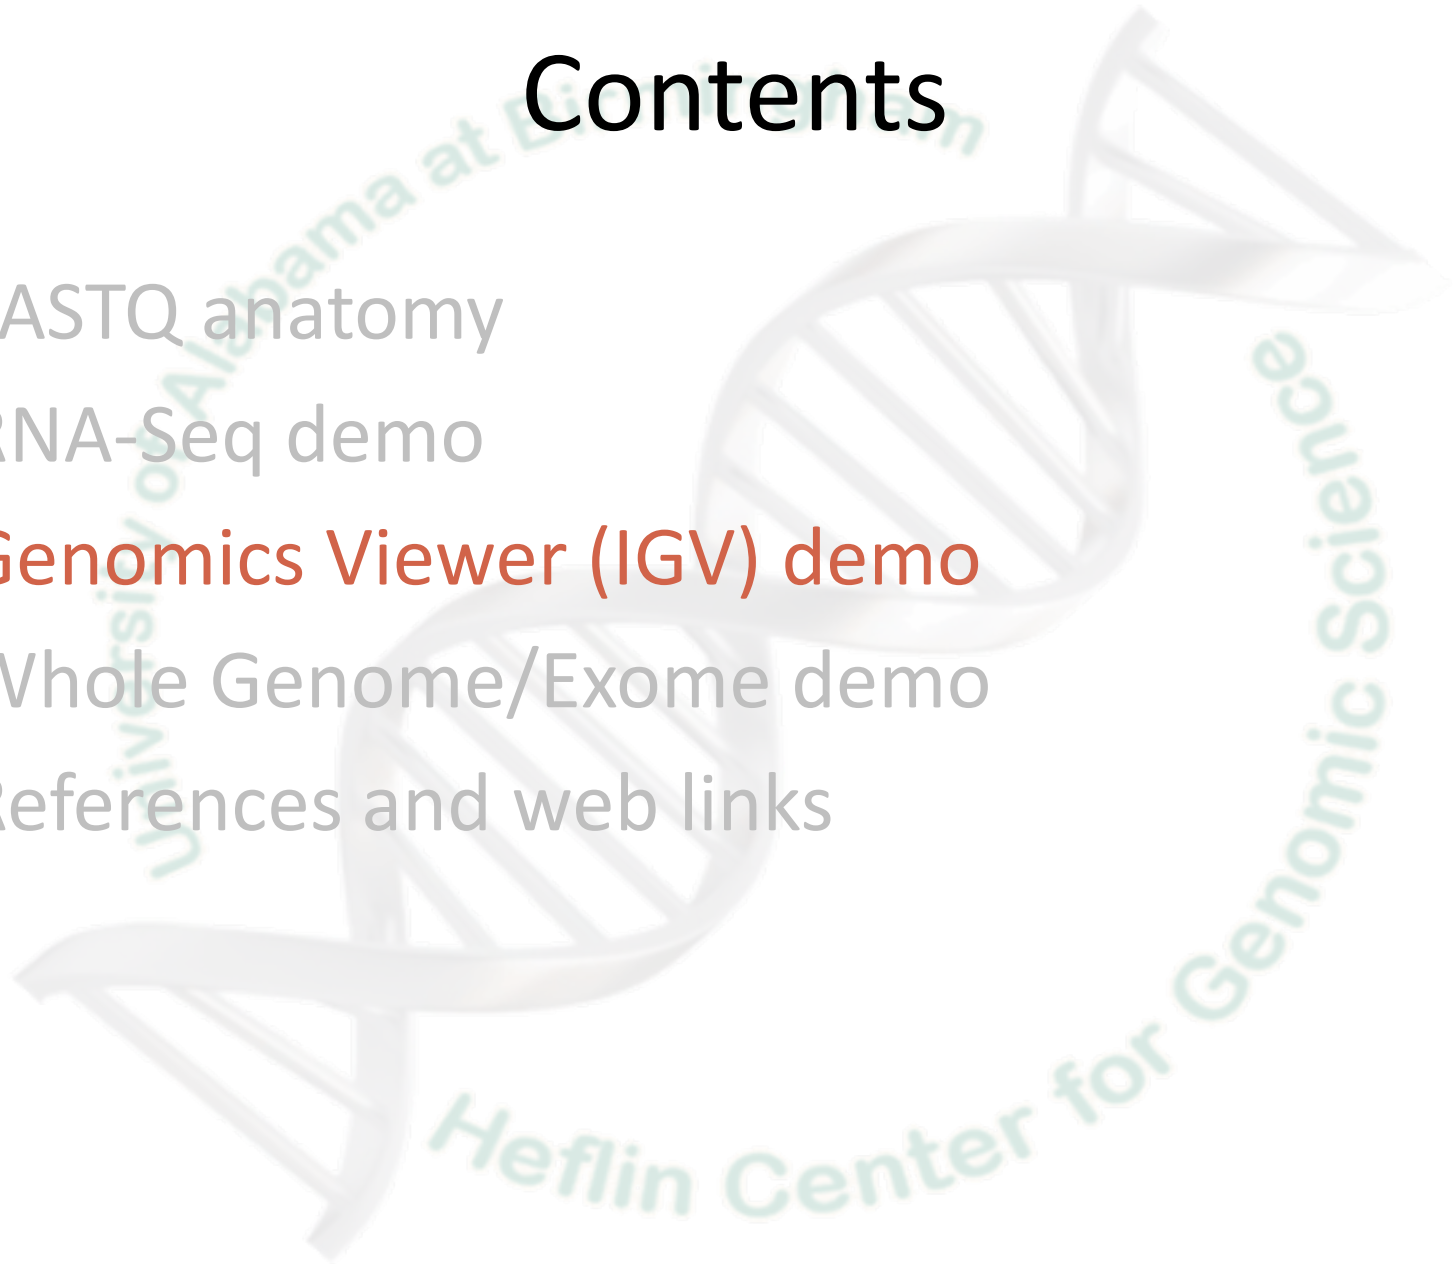 Contents
ASTQ anatomy
RNA-Seq demo
Genomics Viewer (IGV) demo
Whole Genome/Exome demo
References and web links
University of Alabama at Birmingham
Heflin Center for Genomic Science